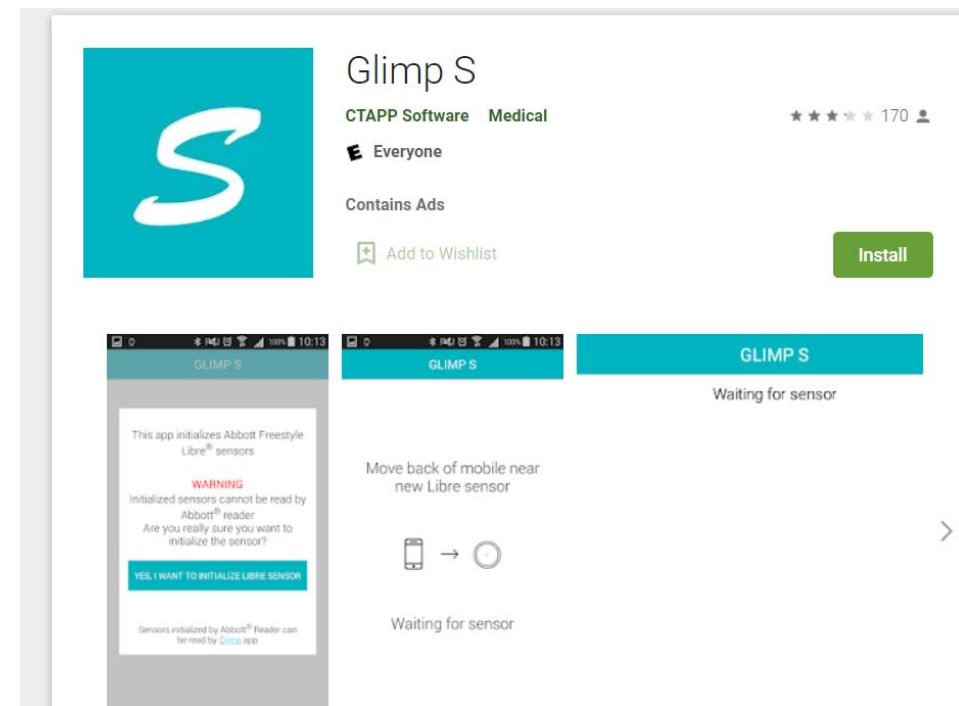 S
Glimp S
CTAPP Software Medical
170
E Everyone
Contains Ads
Add to Wishlist
Install
100% 10:13
GLIMP S
This app initializes Abbott Freestyle
Libre® sensors
WARNING
Initialized sensors cannot be read by
Abbott® reader
Are you really sure you want to
initialize the sensor?
YES, I WANT TO INITIALIZE LIBRE SENSOR
Sensors initialized by Abbott® Reader can
be read by Glimp app
100% 10:13
GLIMP S
Move back of mobile near
new Libre sensor
Waiting for sensor
GLIMP S
Waiting for sensor